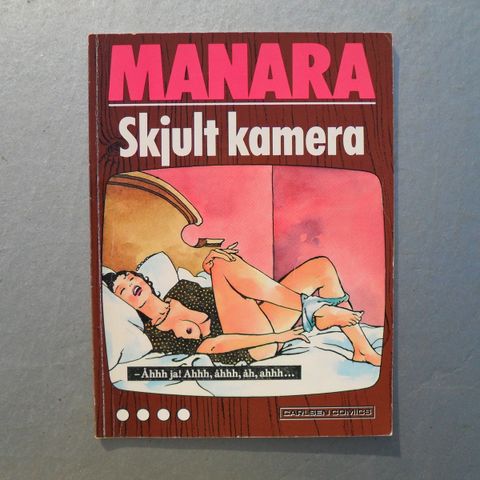 MANARA
Skjult kamera
–Åhhh ja! Ahhh, åhhh, åh, ahhh...
CARLSEN COMICS